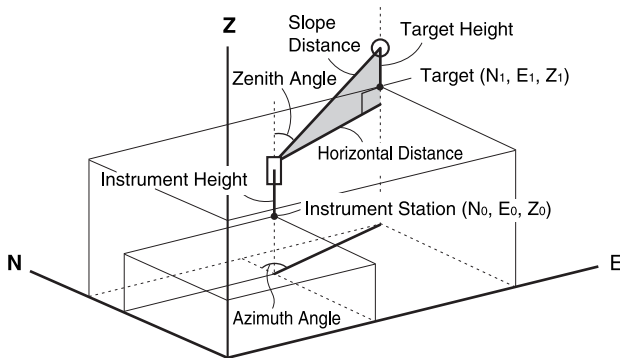 Z
Slope
Distance
Target Height
Zenith Angle
Target (N1, E1, Z1)
Horizontal Distance
Instrument Height
Instrument Station (N0, E0, Z0)
N
E
Azimuth Angle